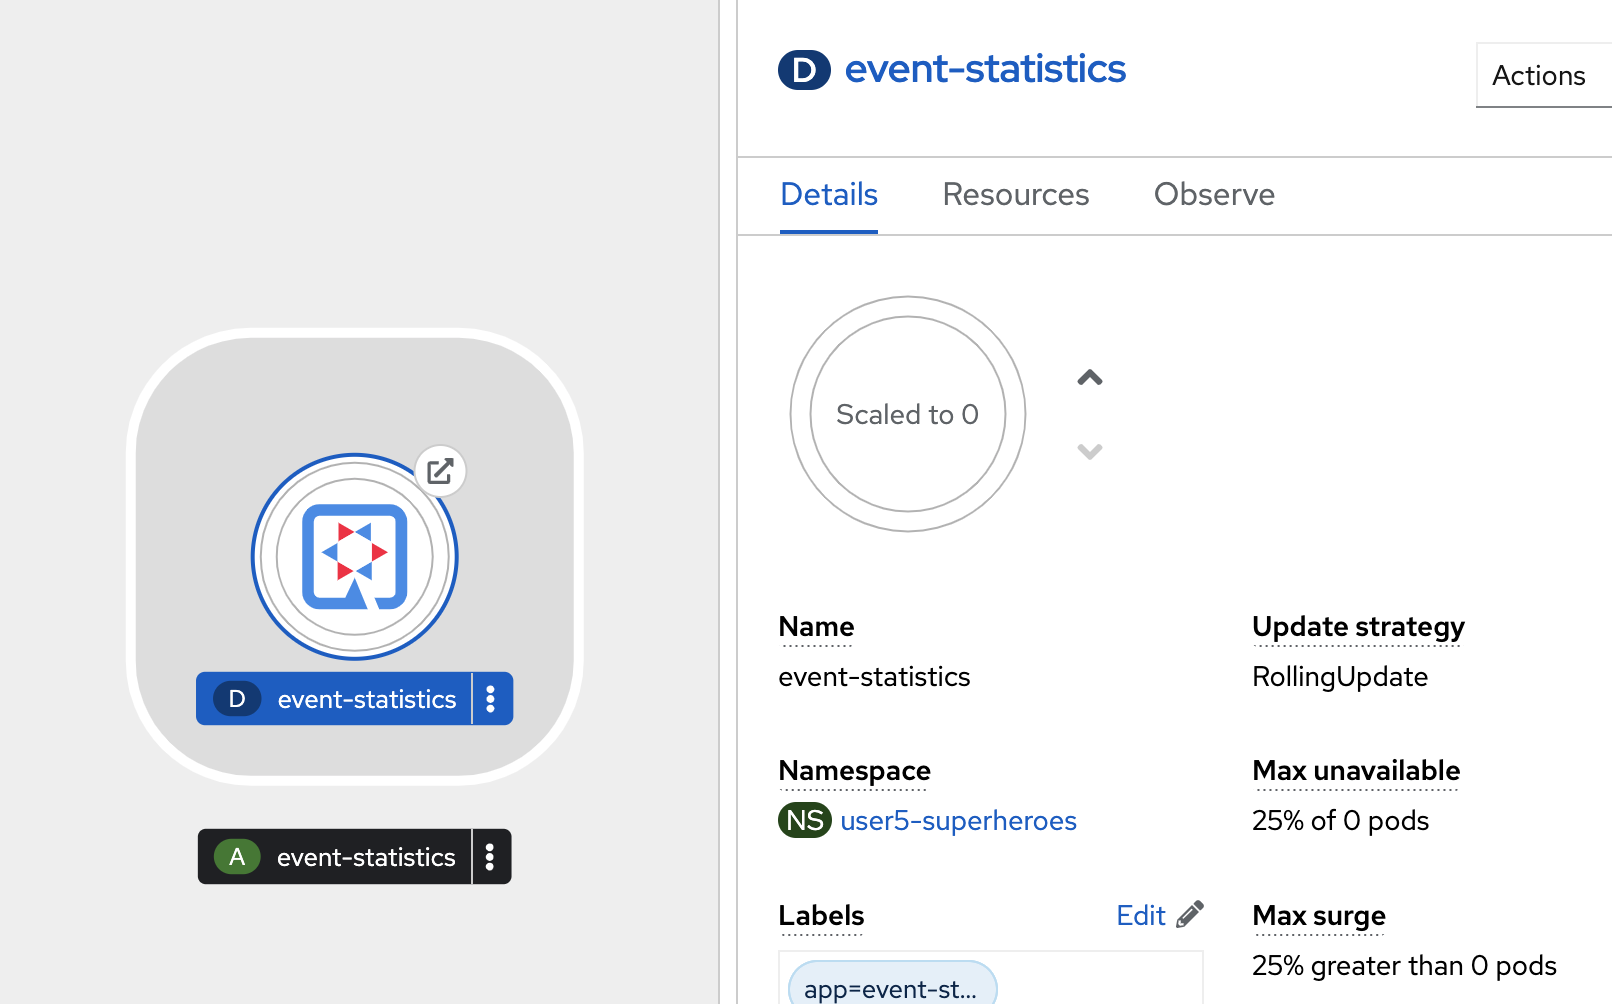 D event-statistics
Actions
Details Resources Observe
Scaled to 0
Name
event-statistics
Update strategy
RollingUpdate
Namespace
NS user5-superheroes
Max unavailable
25% of 0 pods
Labels Edit
app=event-st...
Max surge
25% greater than 0 pods
D event-statistics
A event-statistics